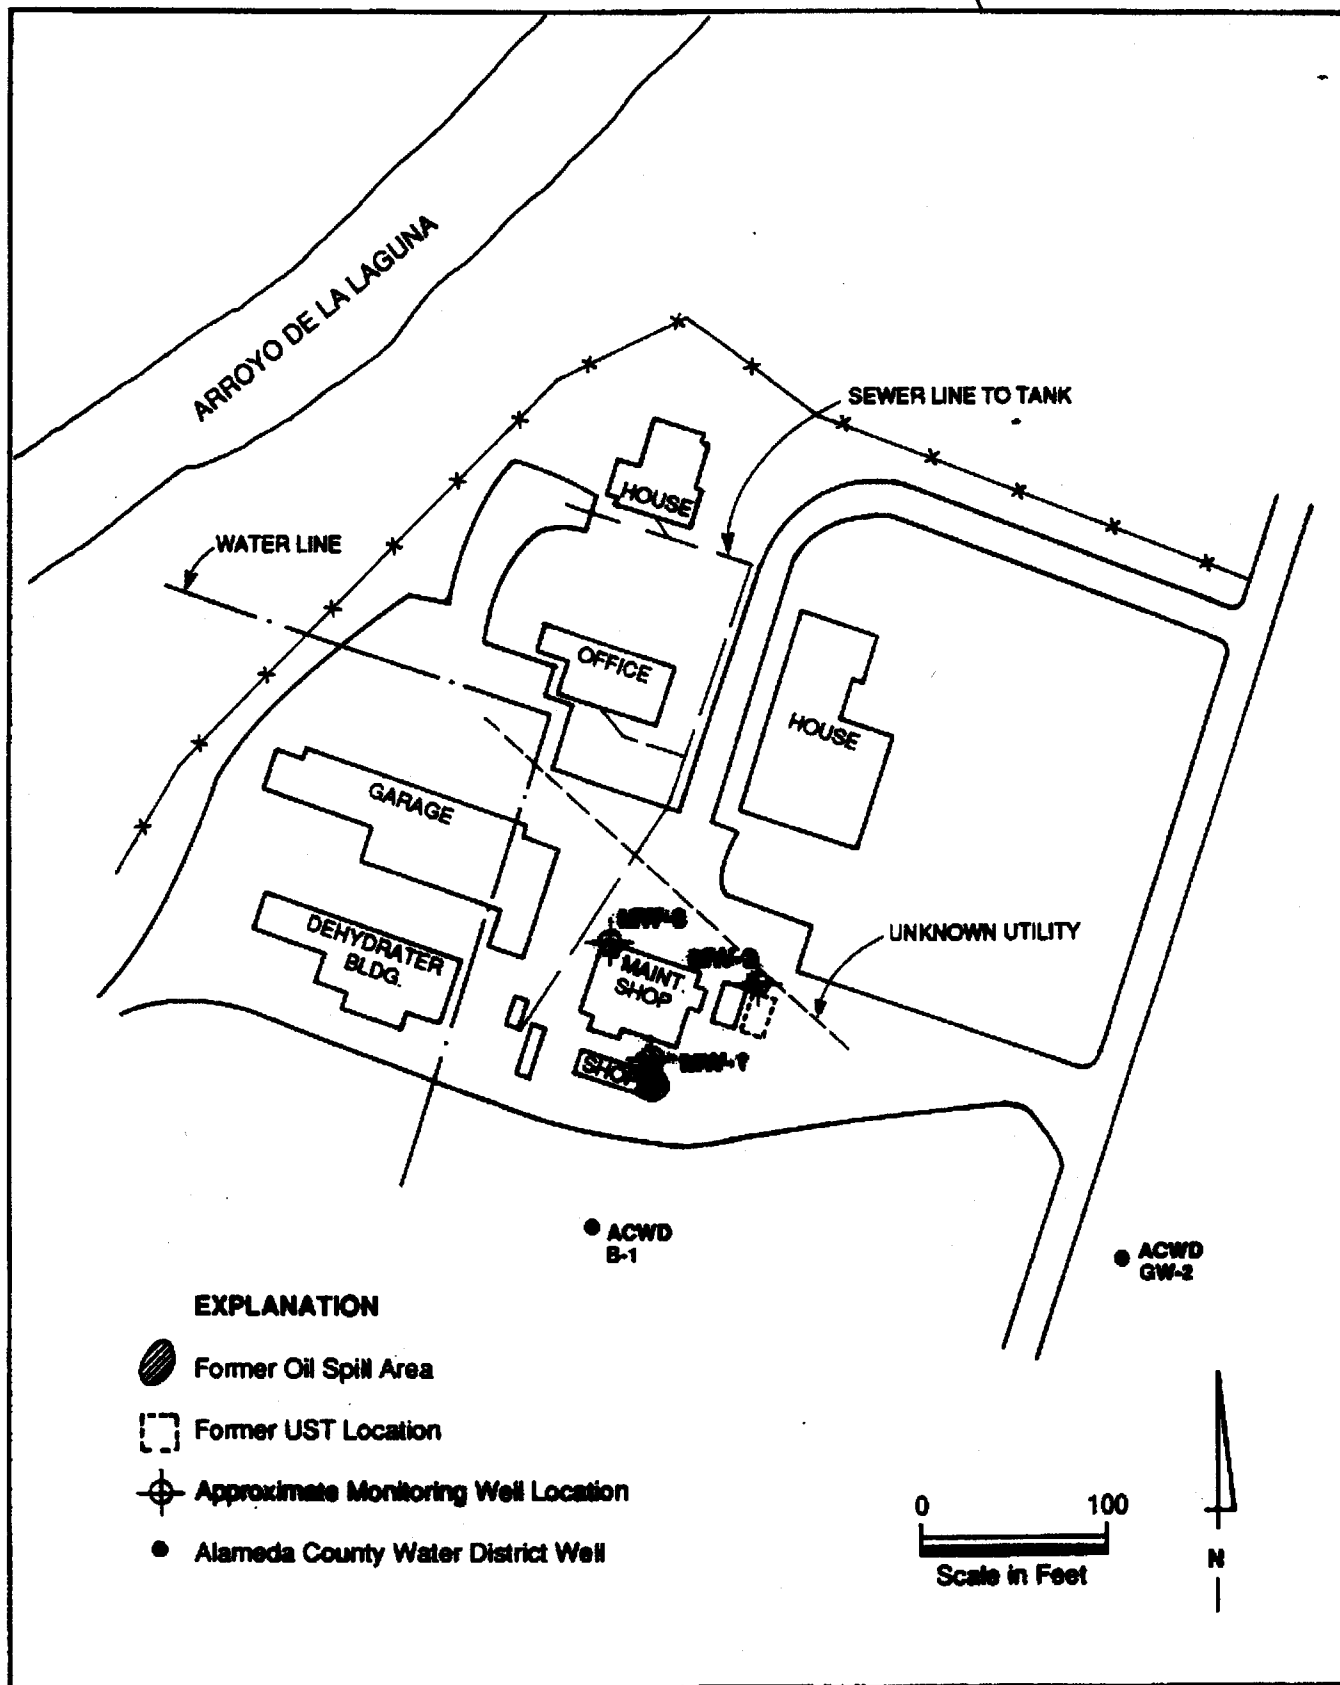 ARROYO DE LA LAGUNA
SEWER LINE TO TANK
HOUSE
WATER LINE
OFFICE
HOUSE
GARAGE
DEHYDRATER
BLDG.
UNKNOWN UTILITY
MAINT.
SHOP
MW-1
SHOP
ACWD
B-1
ACWD
GW-2
EXPLANATION
Former Oil Spill Area
Former UST Location
Approximate Monitoring Well Location
Alameda County Water District Well
0 100
Scale in Feet
N